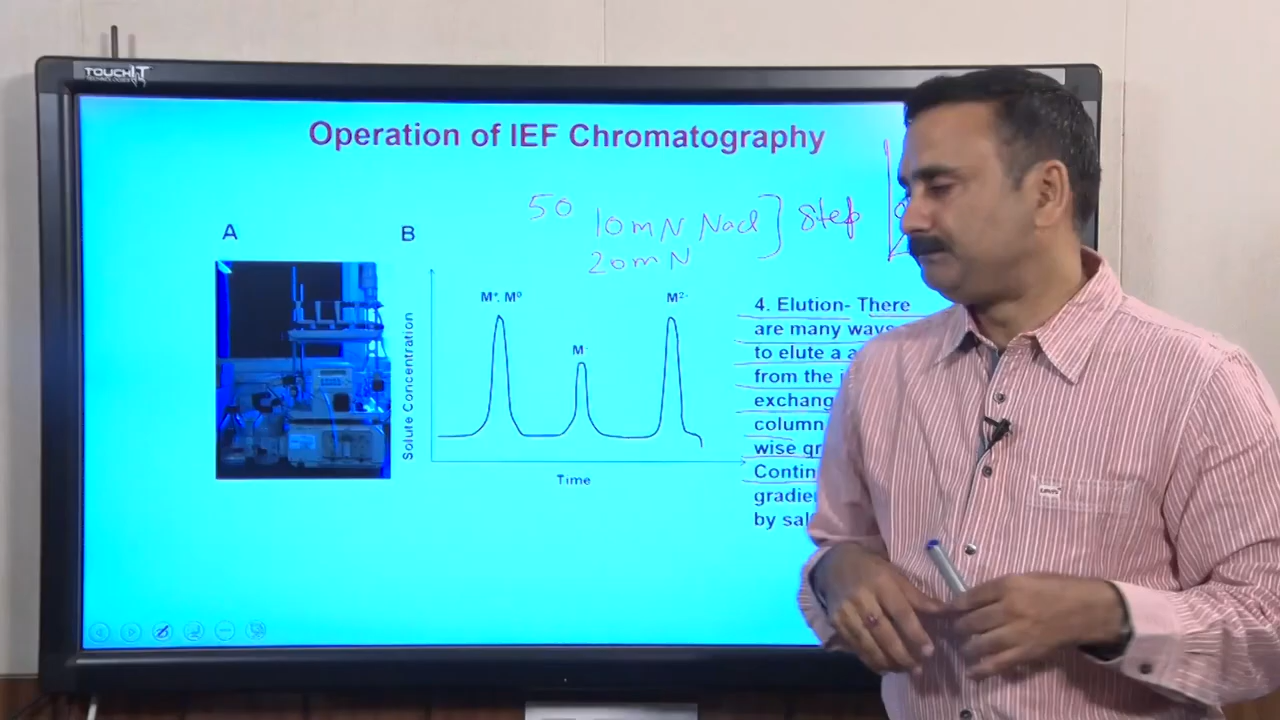 TOUCHIT
TECHNOLOGIES
Operation of IEF Chromatography
50
10mN Nacl] step
20mN
A
B
M⁺, M⁰
M⁻
M²⁻
Solute Concentration
Time
4. Elution- There
are many ways
to elute a
from the
exchang
column
wise gr
Contin
gradie
by sal